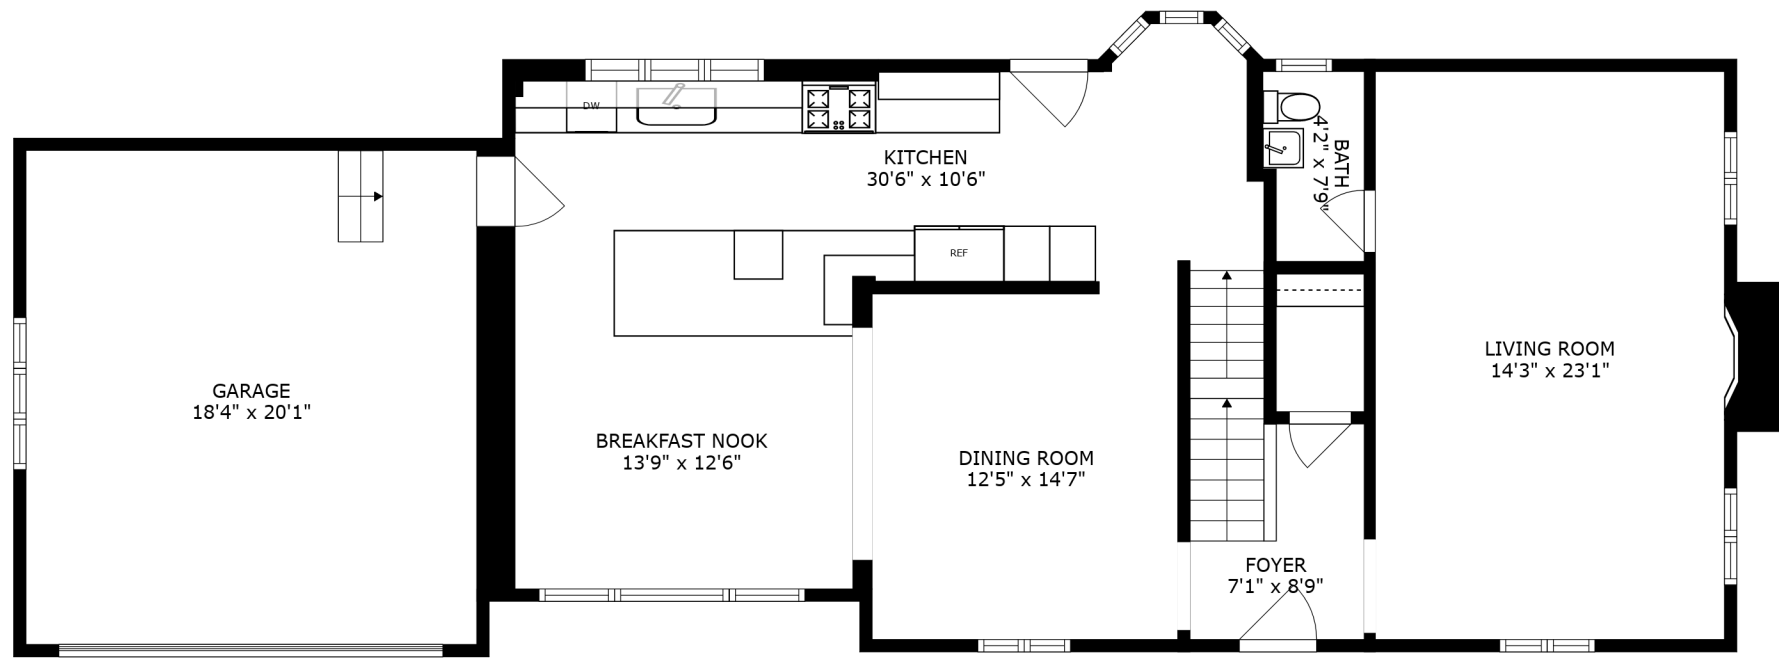 DW
KITCHEN
30'6" x 10'6"
BATH
4'2" x 7'9"
REF
LIVING ROOM
14'3" x 23'1"
GARAGE
18'4" x 20'1"
BREAKFAST NOOK
13'9" x 12'6"
DINING ROOM
12'5" x 14'7"
FOYER
7'1" x 8'9"